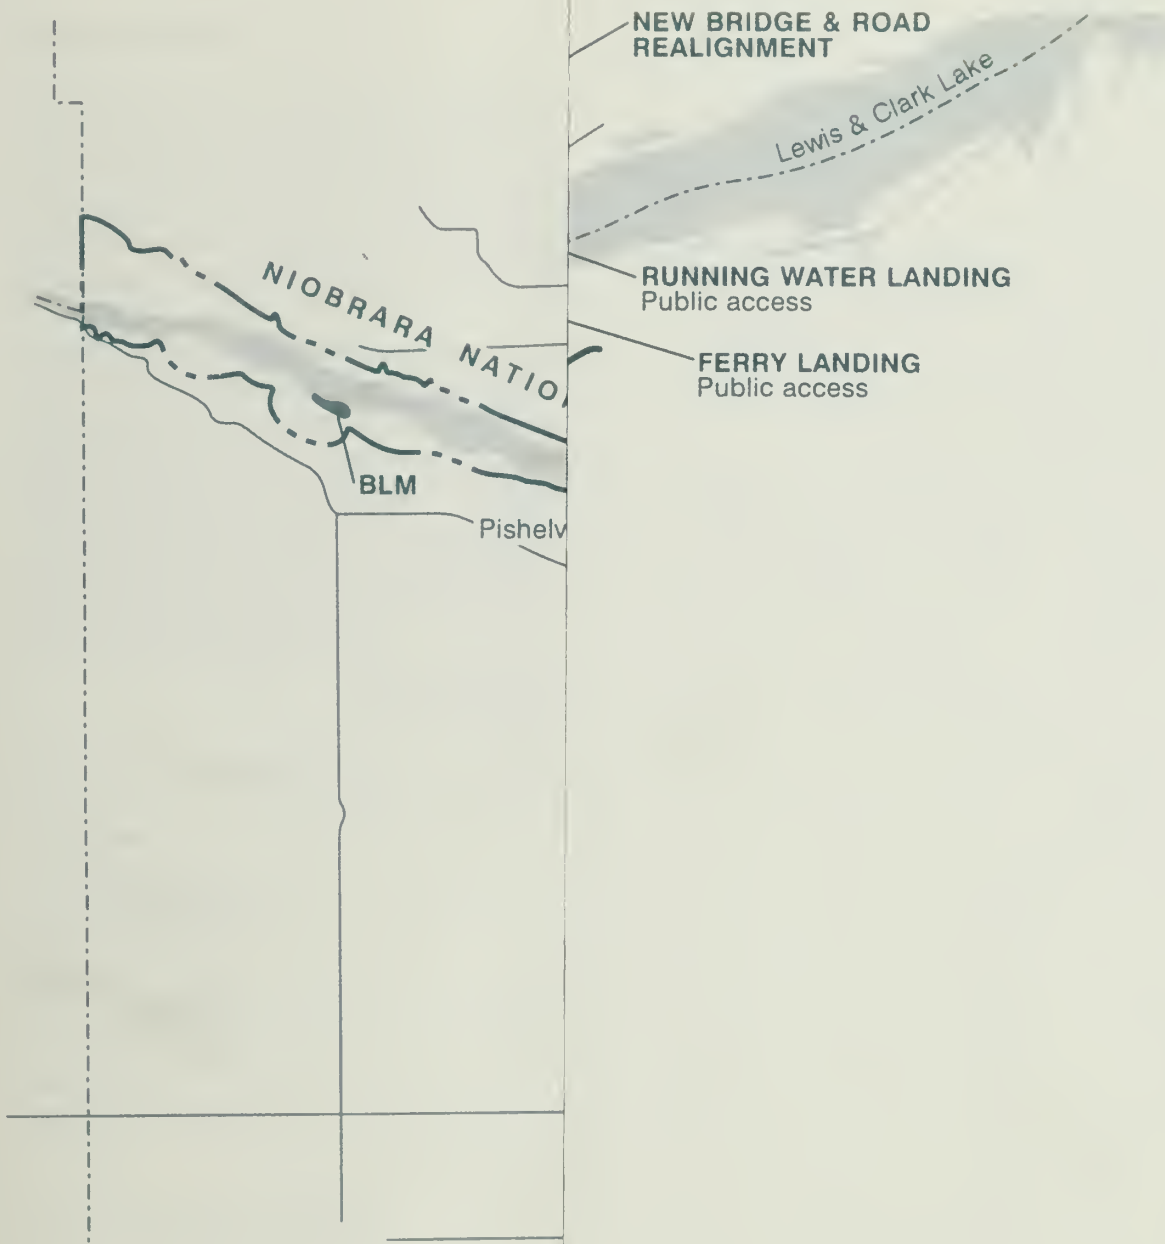 NEW BRIDGE & ROAD
REALIGNMENT
Lewis & Clark Lake
RUNNING WATER LANDING
Public access
FERRY LANDING
Public access
NIOBRARA NATIO
BLM
Pishelv